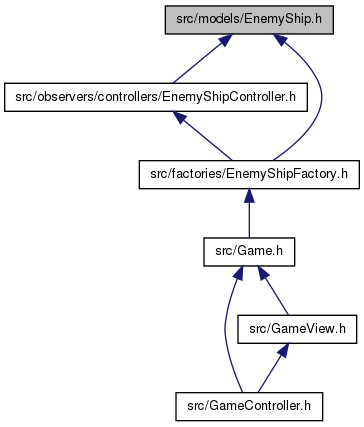 src/models/EnemyShip.h
src/observers/controllers/EnemyShipController.h
src/factories/EnemyShipFactory.h
src/Game.h
src/GameView.h
src/GameController.h